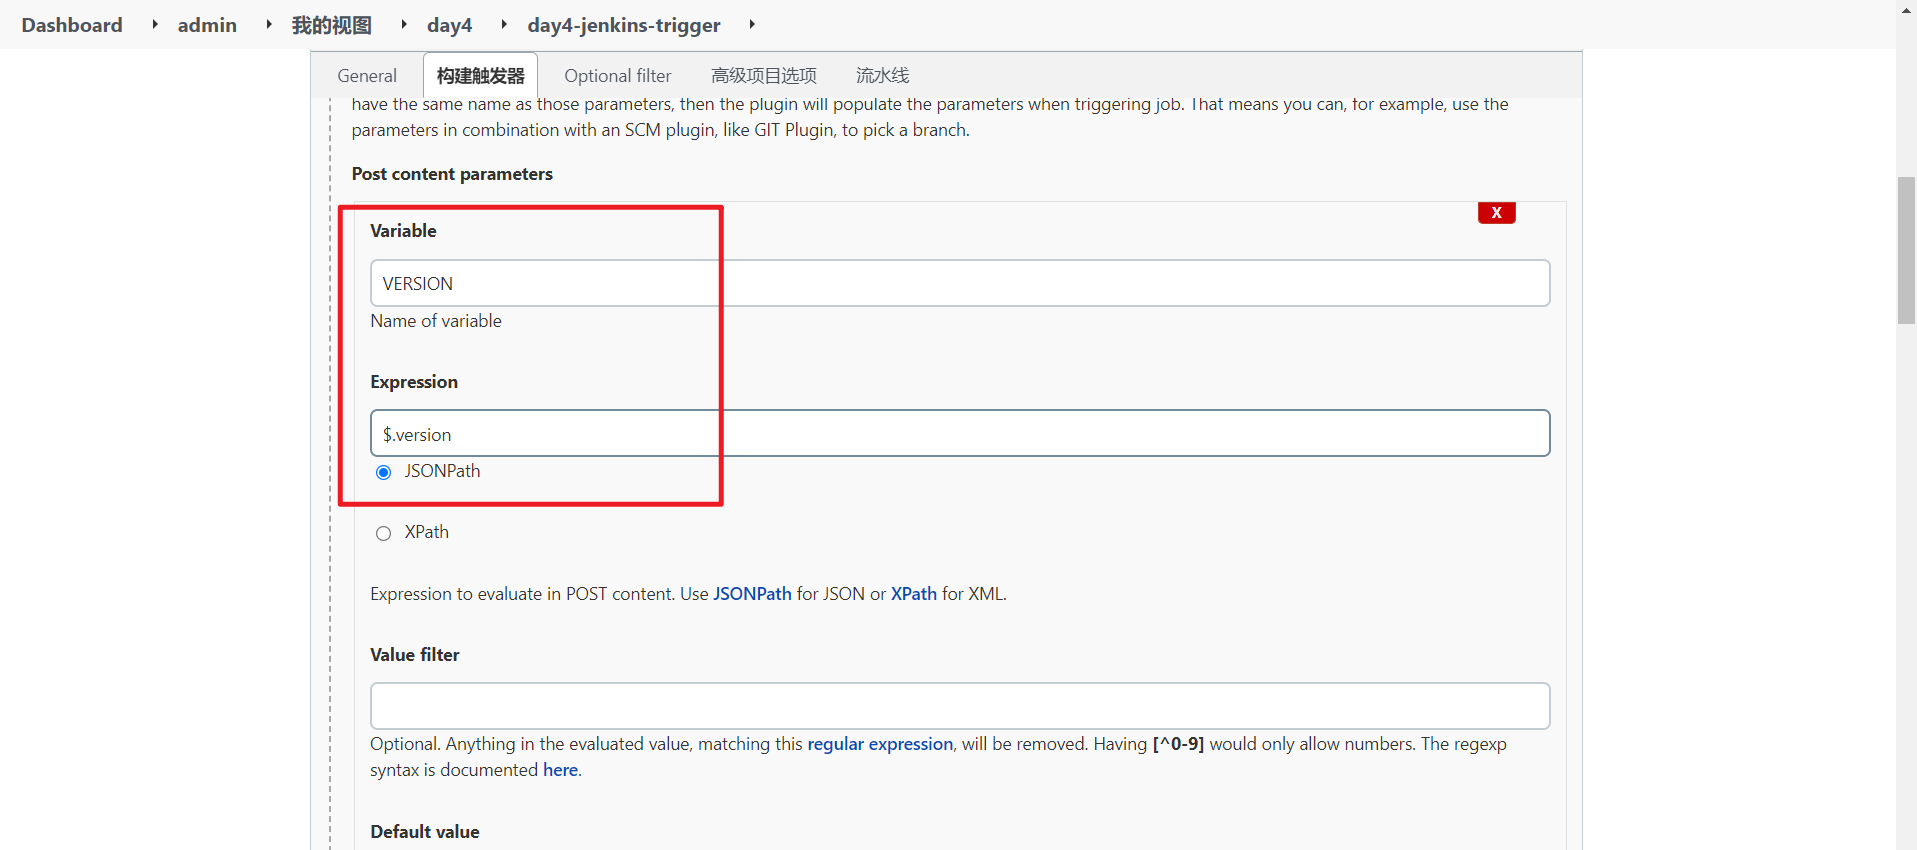 Dashboard admin 我的视图 day4 day4-jenkins-trigger
General 构建触发器 Optional filter 高级项目选项 流水线
have the same name as those parameters, then the plugin will populate the parameters when triggering job. That means you can, for example, use the
parameters in combination with an SCM plugin, like GIT Plugin, to pick a branch.
Post content parameters
X
Variable
VERSION
Name of variable
Expression
$.version
JSONPath
XPath
Expression to evaluate in POST content. Use JSONPath for JSON or XPath for XML.
Value filter
Optional. Anything in the evaluated value, matching this regular expression, will be removed. Having [^0-9] would only allow numbers. The regexp
syntax is documented here.
Default value